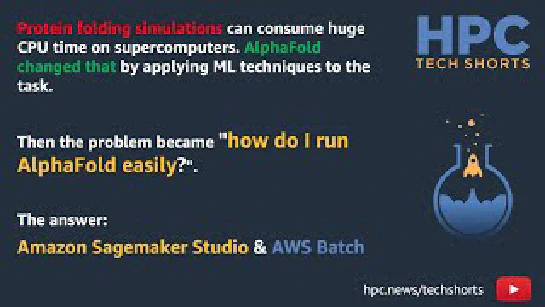 Protein folding simulations can consume huge
CPU time on supercomputers. AlphaFold
changed that by applying ML techniques to the
task.
HPC
TECH SHORTS
Then the problem became "how do I run
AlphaFold easily?".
The answer:
Amazon Sagemaker Studio & AWS Batch
hpc.news/techshorts